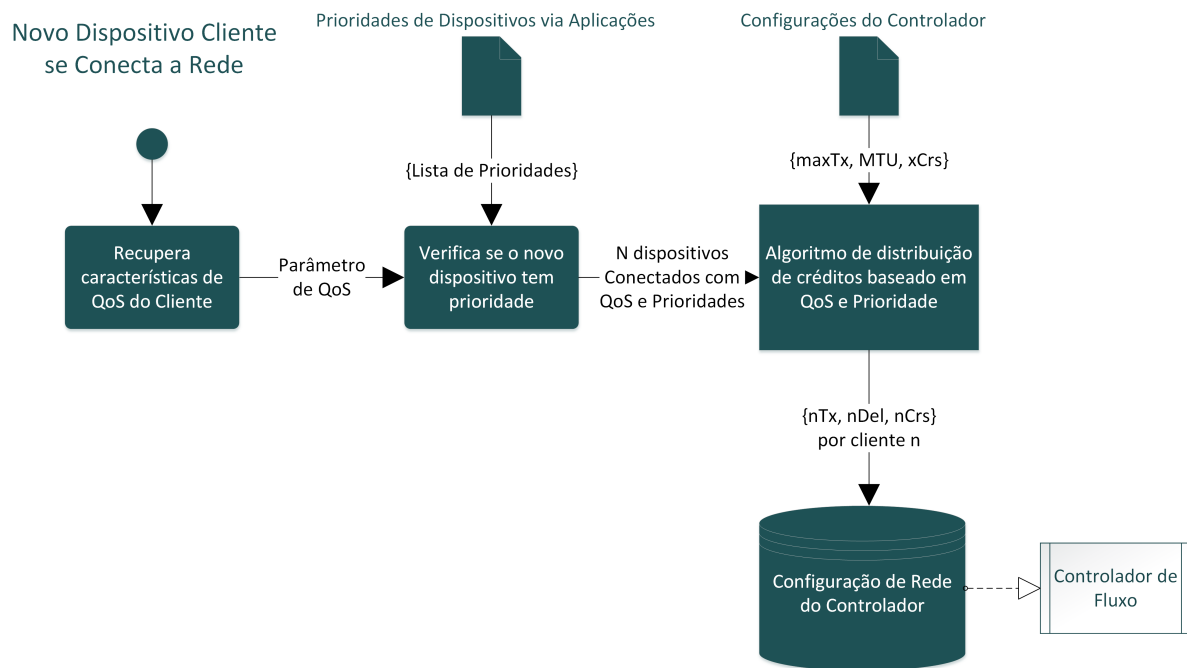 Novo Dispositivo Cliente
se Conecta a Rede
Prioridades de Dispositivos via Aplicações
Configurações do Controlador
{Lista de Prioridades}
{maxTx, MTU, xCrs}
Recupera
características de
QoS do Cliente
Parâmetro
de QoS
Verifica se o novo
dispositivo tem
prioridade
N dispositivos
Conectados com
QoS e Prioridades
Algoritmo de distribuição
de créditos baseado em
QoS e Prioridade
{nTx, nDel, nCrs}
por cliente n
Configuração de Rede
do Controlador
Controlador de
Fluxo